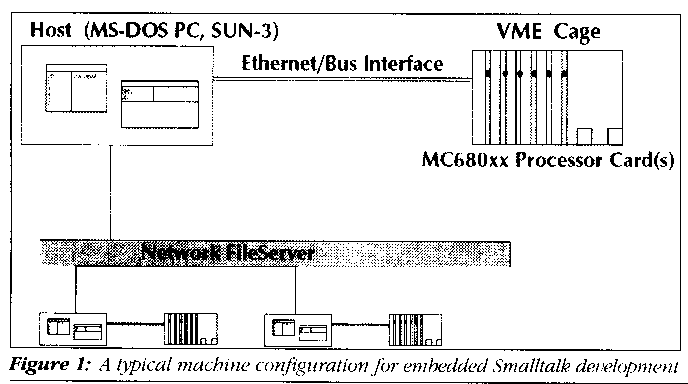 Host (MS-DOS PC, SUN-3)
VME Cage
Ethernet/Bus Interface
MC680xx Processor Card(s)
Network FileServer
Figure 1: A typical machine configuration for embedded Smalltalk development